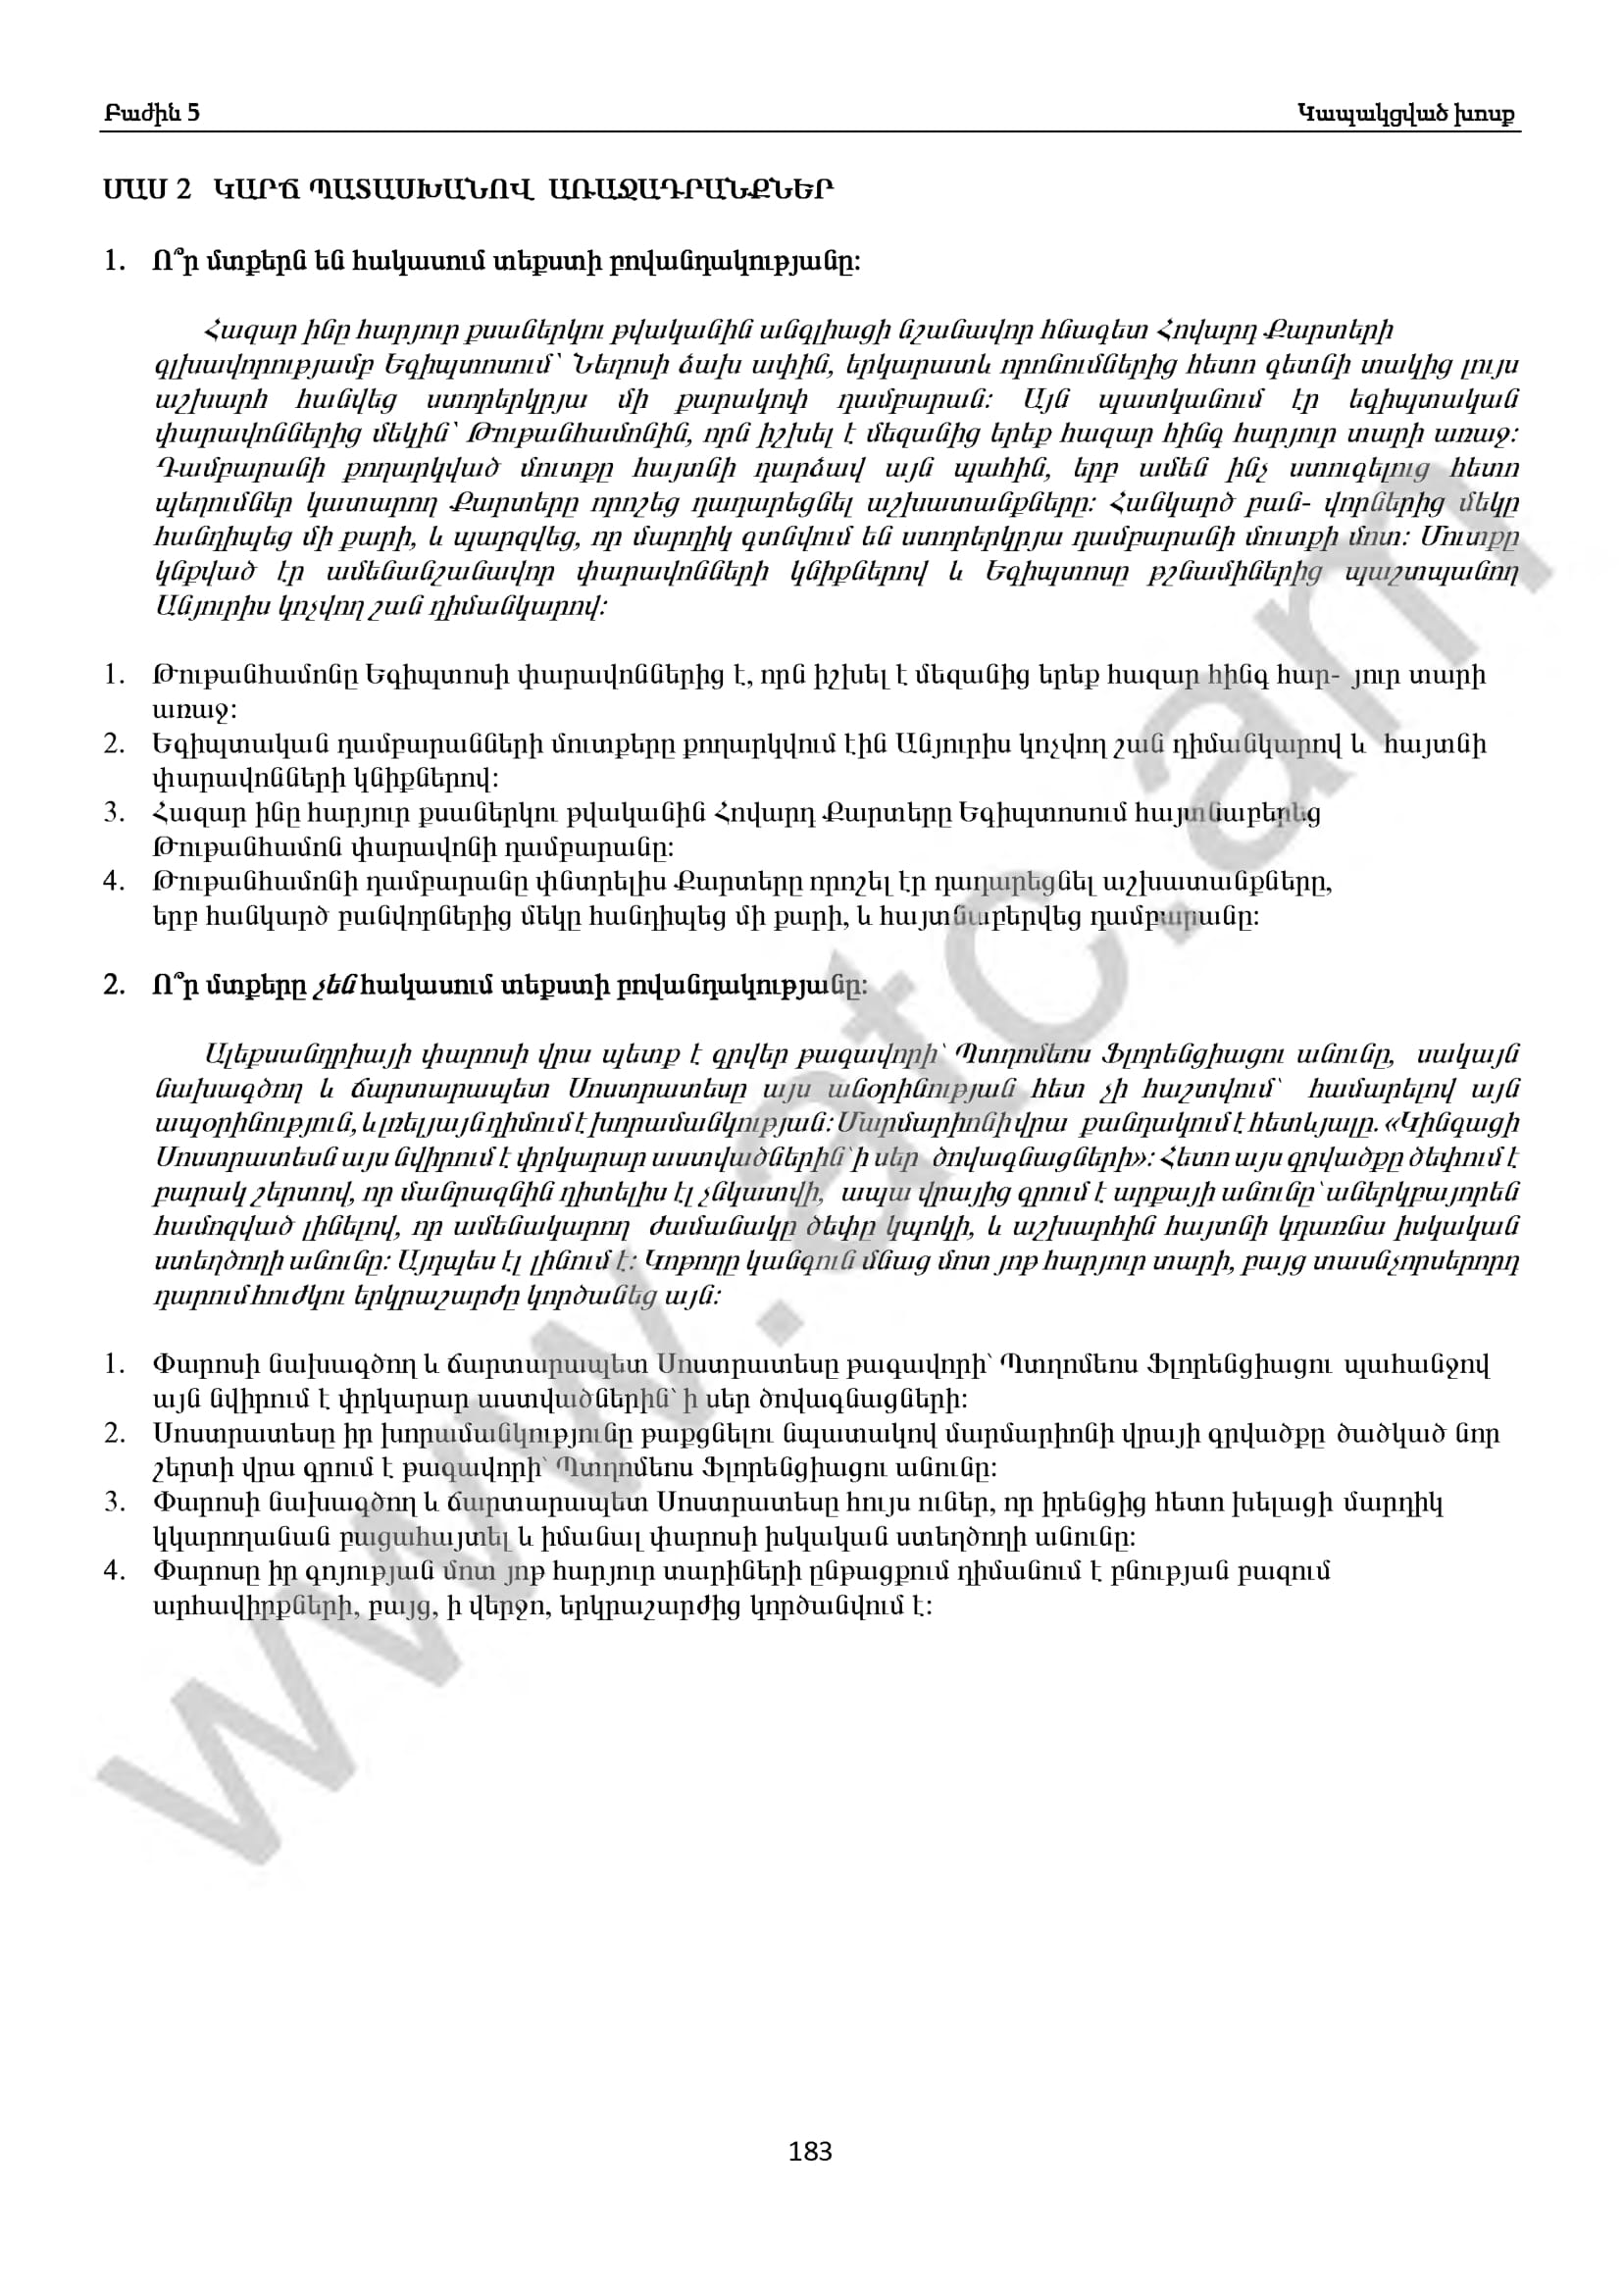 Բաժին 5 Կապակցված խոսք
ՄԱՍ 2 ԿԱՐՃ ՊԱՏԱՍԽԱՆՈՎ ԱՌԱՋԱԴՐԱՆՔՆԵՐ
1. Ո՞ր մտքերն են հակասում տեքստի բովանդակությանը։
Հազար ինը հարյուր քսաներկու թվականին անգլիացի նշանավոր հնագետ Հովարդ Քարտերի
գլխավորությամբ Եգիպտոսում՝ Նեղոսի ձախ ափին, երկարատև որոնումներից հետո գետնի տակից լույս
աշխարհ հանվեց ստորերկրյա մի քարակոփ դամբարան։ Այն պատկանում էր եգիպտական
փարավոններից մեկին՝ Թութանհամոնին, որն իշխել է մեզանից երեք հազար հինգ հարյուր տարի առաջ։
Դամբարանի քողարկված մուտքը հայտնի դարձավ այն պահին, երբ ամեն ինչ ստուգելուց հետո
պեղումներ կատարող Քարտերը որոշեց դադարեցնել աշխատանքները։ Հանկարծ բան- վորներից մեկը
հանդիպեց մի քարի, և պարզվեց, որ մարդիկ գտնվում են ստորերկրյա դամբարանի մուտքի մոտ։ Մուտքը
կնքված էր ամենանշանավոր փարավոնների կնիքներով և Եգիպտոսը թշնամիներից պաշտպանող
Անյուրիս կոչվող շան դիմանկարով։
1. Թութանհամոնը Եգիպտոսի փարավոններից է, որն իշխել է մեզանից երեք հազար հինգ հար- յուր տարի
առաջ։
2. Եգիպտական դամբարանների մուտքերը քողարկվում էին Անյուրիս կոչվող շան դիմանկարով և հայտնի
փարավոնների կնիքներով։
3. Հազար ինը հարյուր քսաներկու թվականին Հովարդ Քարտերը Եգիպտոսում հայտնաբերեց
Թութանհամոն փարավոնի դամբարանը։
4. Թութանհամոնի դամբարանը փնտրելիս Քարտերը որոշել էր դադարեցնել աշխատանքները,
երբ հանկարծ բանվորներից մեկը հանդիպեց մի քարի, և հայտնաբերվեց դամբարանը։
2. Ո՞ր մտքերը չեն հակասում տեքստի բովանդակությանը։
Ալեքսանդրիայի փարոսի վրա պետք է գրվեր թագավորի՝ Պտղոմեոս Ֆլորենցիացու անունը, սակայն
նախագծող և ճարտարապետ Սոստրատեսը այս անօրինության հետ չի հաշտվում՝ համարելով այն
ապօրինություն, և լռելյայն դիմում է խորամանկության։ Մարմարիոնի վրա քանդակում է հետևյալը. «Կինգացի
Սոստրատեսն այս նվիրում է փրկարար աստվածներին՝ ի սեր ծովագնացների»։ Հետո այս գրվածքը ծեփում է
բարակ շերտով, որ մանրազնին դիտելիս էլ չնկատվի, ապա վրայից գրում է արքայի անունը՝ աներկբայորեն
համոզված լինելով, որ ամենակարող ժամանակը ծեփը կպոկի, և աշխարհին հայտնի կդառնա իսկական
ստեղծողի անունը։ Այդպես էլ լինում է։ Կոթողը կանգուն մնաց մոտ յոթ հարյուր տարի, բայց տասնչորսերորդ
դարում հուժկու երկրաշարժը կործանեց այն։
1. Փարոսի նախագծող և ճարտարապետ Սոստրատեսը թագավորի՝ Պտղոմեոս Ֆլորենցիացու պահանջով
այն նվիրում է փրկարար աստվածներին՝ ի սեր ծովագնացների։
2. Սոստրատեսը իր խորամանկությունը թաքցնելու նպատակով մարմարիոնի վրայի գրվածքը ծածկած նոր
շերտի վրա գրում է թագավորի՝ Պտղոմեոս Ֆլորենցիացու անունը։
3. Փարոսի նախագծող և ճարտարապետ Սոստրատեսը հույս ուներ, որ իրենցից հետո խելացի մարդիկ
կկարողանան բացահայտել և իմանալ փարոսի իսկական ստեղծողի անունը։
4. Փարոսը իր գոյության մոտ յոթ հարյուր տարիների ընթացքում դիմանում է բնության բազում
արհավիրքների, բայց, ի վերջո, երկրաշարժից կործանվում է։
www.atc.am
183